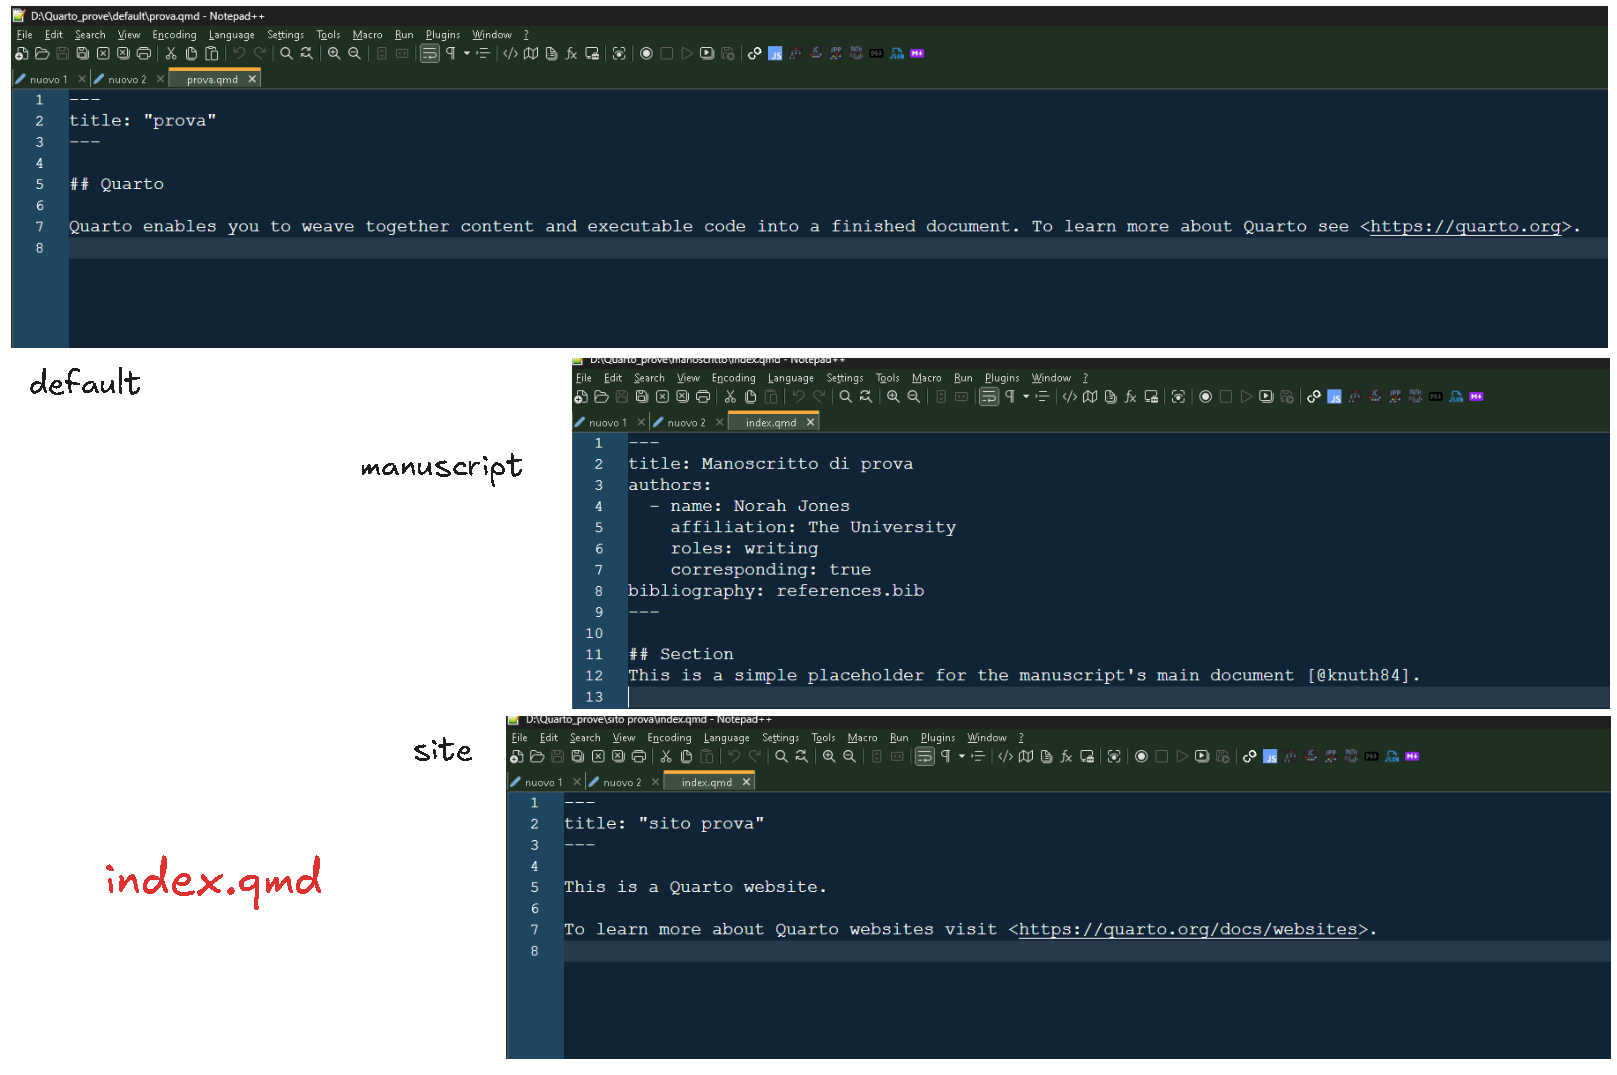 D:\Quarto_prove\default\prova.qmd - Notepad++
File Edit Search View Encoding Language Settings Tools Macro Run Plugins Window ?
nuovo 1 nuovo 2 prova.qmd
1 ---
2 title: "prova"
3 ---
4
5 ## Quarto
6
7 Quarto enables you to weave together content and executable code into a finished document. To learn more about Quarto see <https://quarto.org>.
8
default
D:\Quarto_prove\manoscritto\index.qmd - Notepad++
File Edit Search View Encoding Language Settings Tools Macro Run Plugins Window ?
nuovo 1 nuovo 2 index.qmd
manuscript
1 ---
2 title: Manoscritto di prova
3 authors:
4   - name: Norah Jones
5     affiliation: The University
6     roles: writing
7     corresponding: true
8 bibliography: references.bib
9 ---
10
11 ## Section
12 This is a simple placeholder for the manuscript's main document [@knuth84].
13
site
D:\Quarto_prove\sito prova\index.qmd - Notepad++
File Edit Search View Encoding Language Settings Tools Macro Run Plugins Window ?
nuovo 1 nuovo 2 index.qmd
1 ---
2 title: "sito prova"
3 ---
4
5 This is a Quarto website.
6
7 To learn more about Quarto websites visit <https://quarto.org/docs/websites>.
8
index.qmd